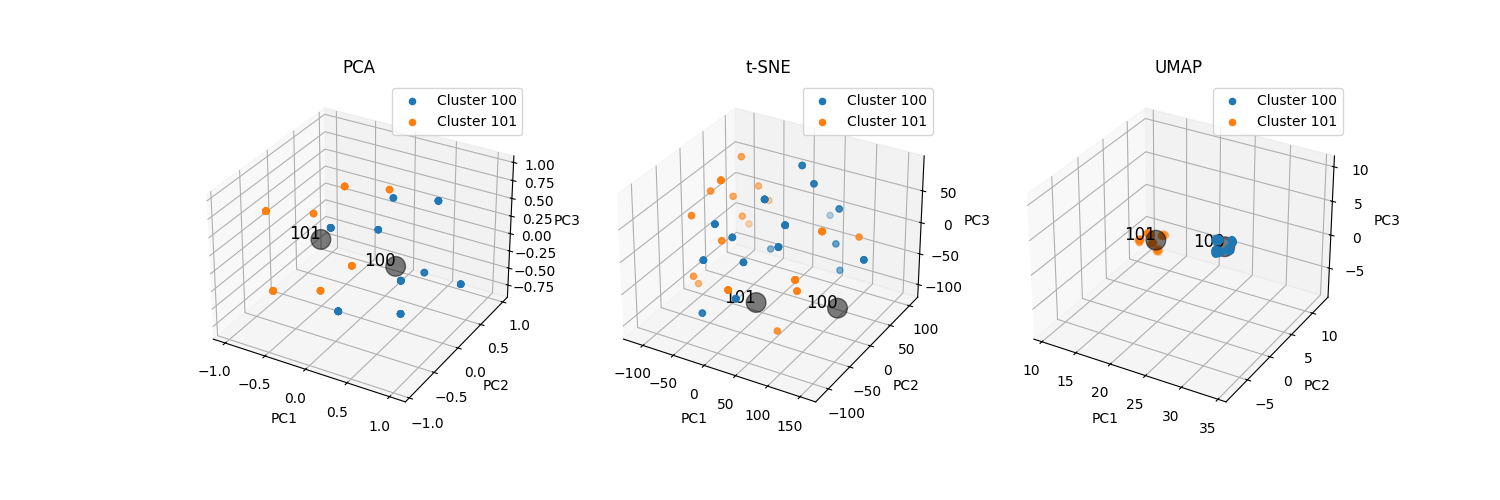 PCA
Cluster 100
Cluster 101
101
100
1.00
0.75
0.50
0.25
0.00
−0.25
−0.50
−0.75
PC3
−1.0
−0.5
0.0
0.5
1.0
PC1
−1.0
−0.5
0.0
0.5
1.0
PC2
t-SNE
Cluster 100
Cluster 101
101
100
50
0
−50
−100
PC3
−100
−50
0
50
100
150
PC1
−100
−50
0
50
100
PC2
UMAP
Cluster 100
Cluster 101
101
100
10
5
0
−5
PC3
10
15
20
25
30
35
PC1
−5
0
5
10
PC2